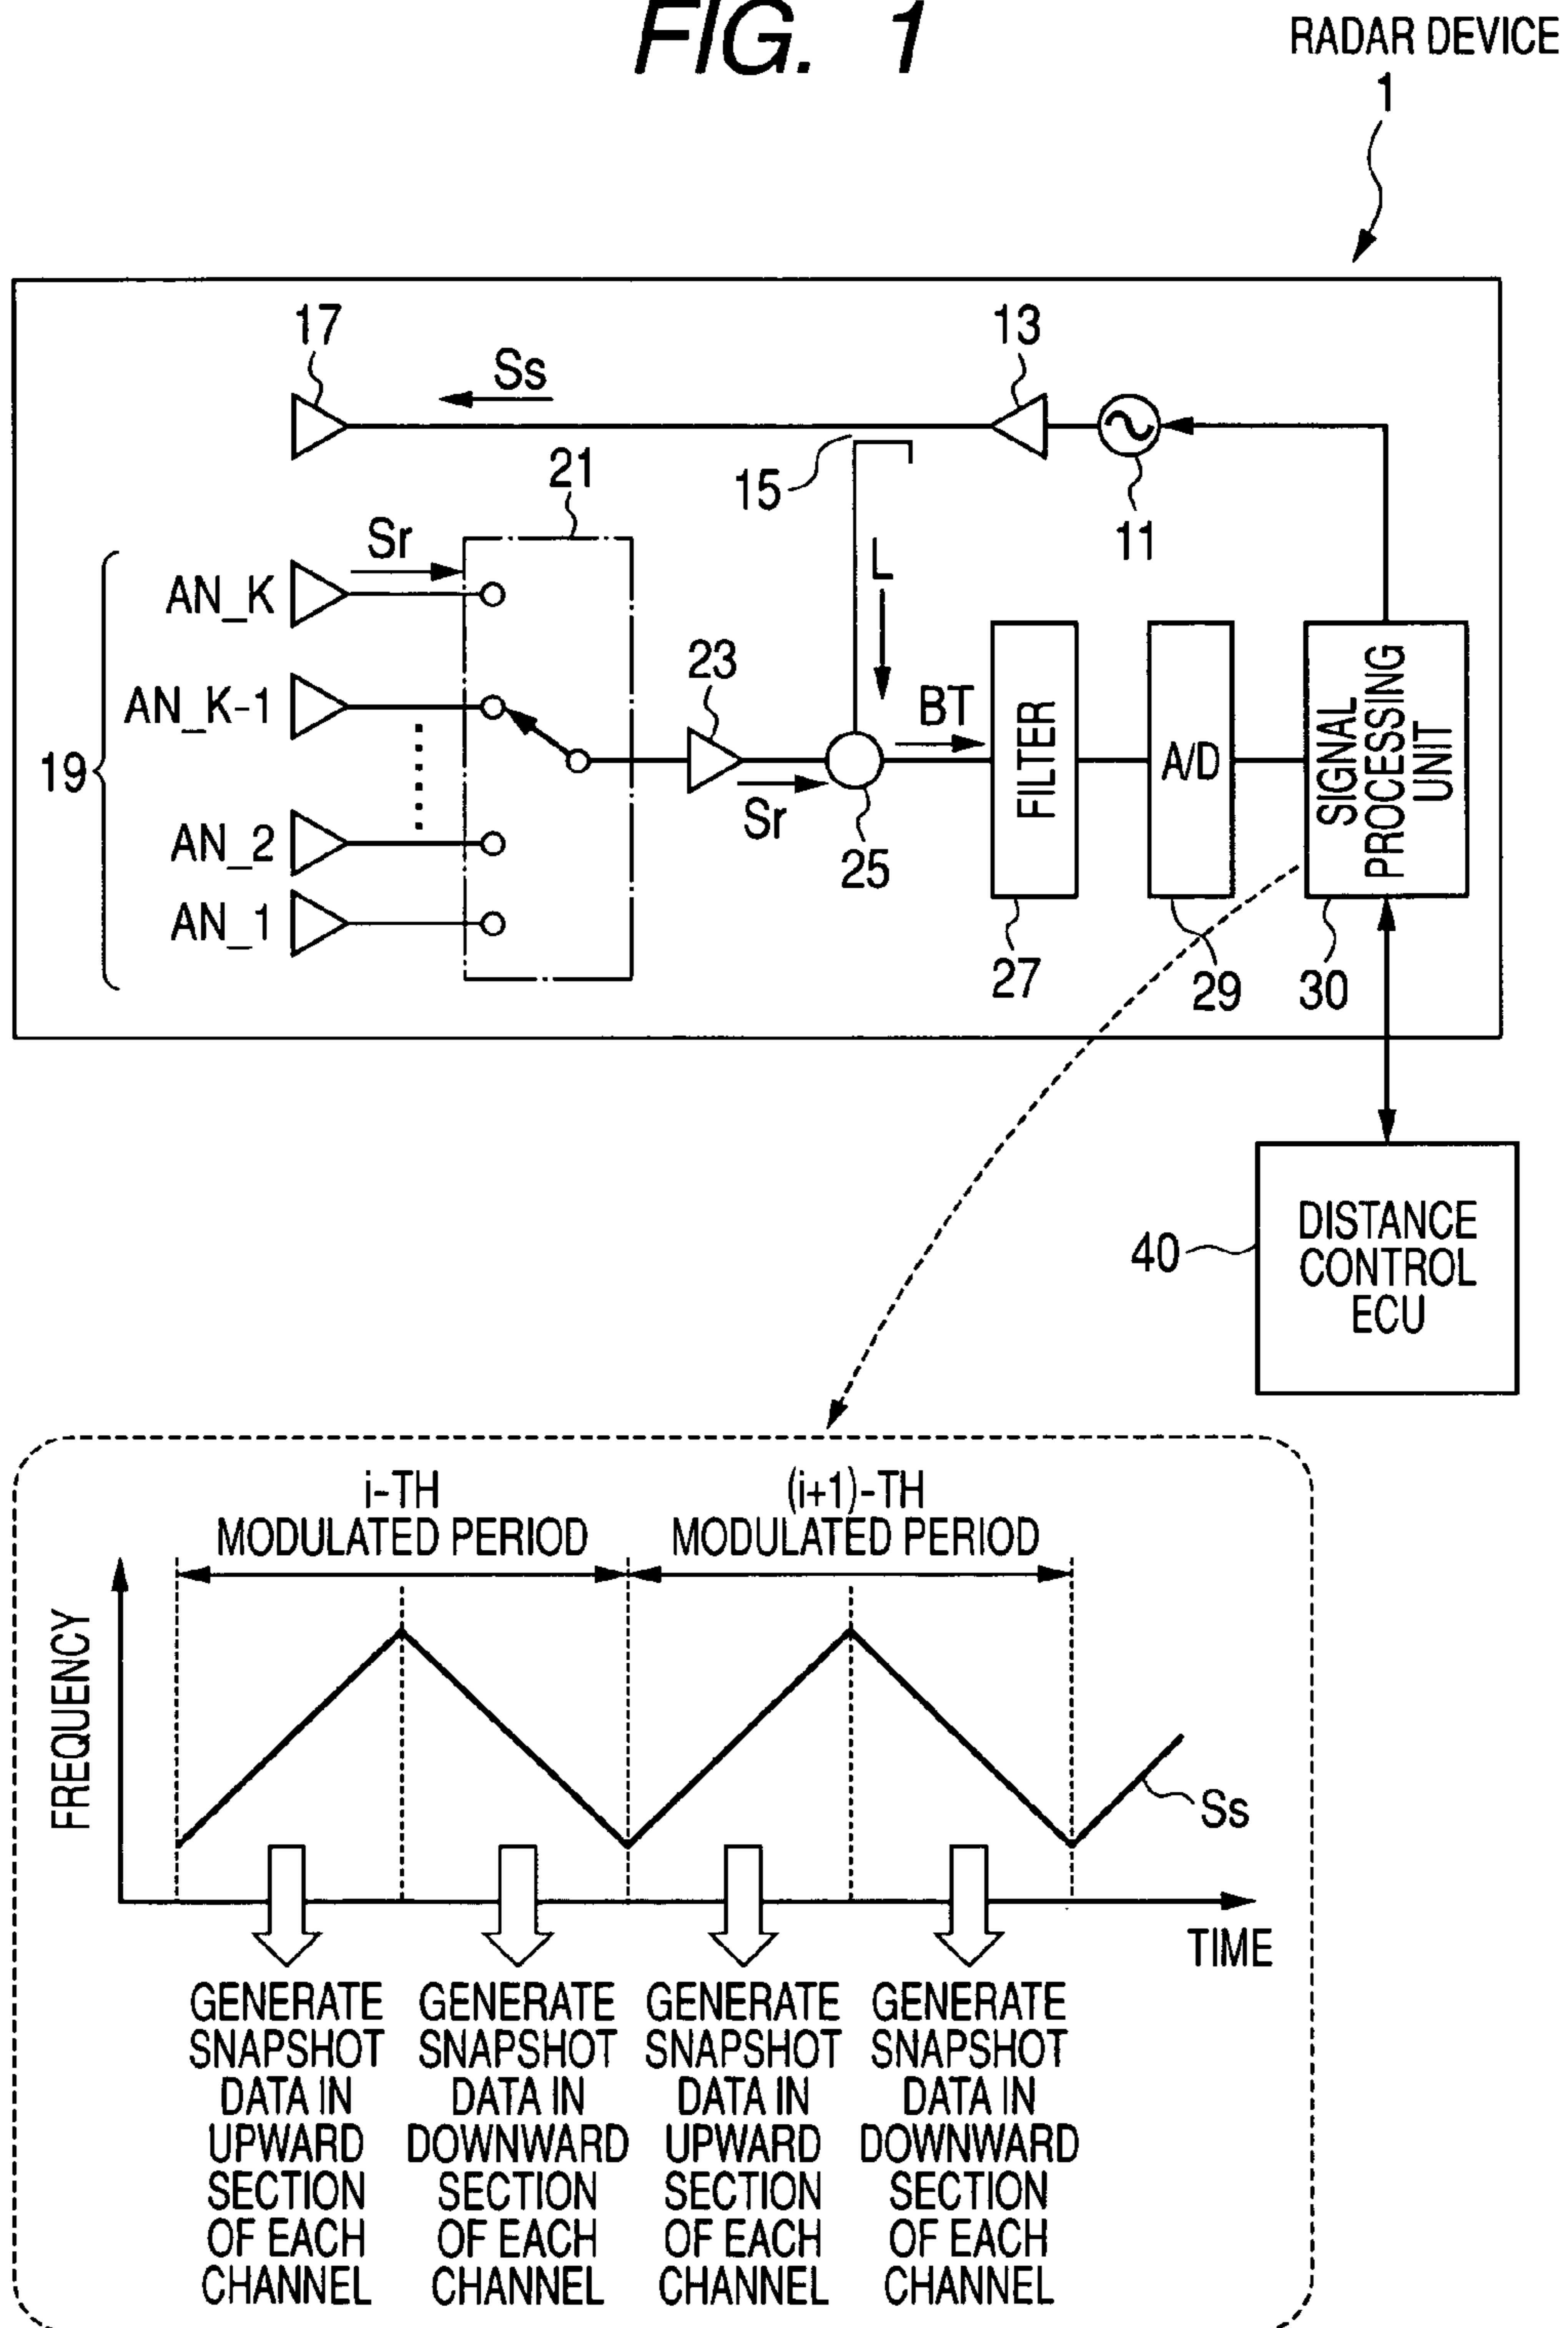 FIG. 1
RADAR DEVICE
1
17
Ss
13
15
11
21
Sr
AN_K
AN_K-1
AN_2
AN_1
19
L
23
Sr
25
BT
FILTER
27
A/D
29
SIGNAL
PROCESSING
UNIT
30
40
DISTANCE
CONTROL
ECU
i-TH
MODULATED PERIOD
(i+1)-TH
MODULATED PERIOD
FREQUENCY
Ss
TIME
GENERATE
SNAPSHOT
DATA IN
UPWARD
SECTION
OF EACH
CHANNEL
GENERATE
SNAPSHOT
DATA IN
DOWNWARD
SECTION
OF EACH
CHANNEL
GENERATE
SNAPSHOT
DATA IN
UPWARD
SECTION
OF EACH
CHANNEL
GENERATE
SNAPSHOT
DATA IN
DOWNWARD
SECTION
OF EACH
CHANNEL